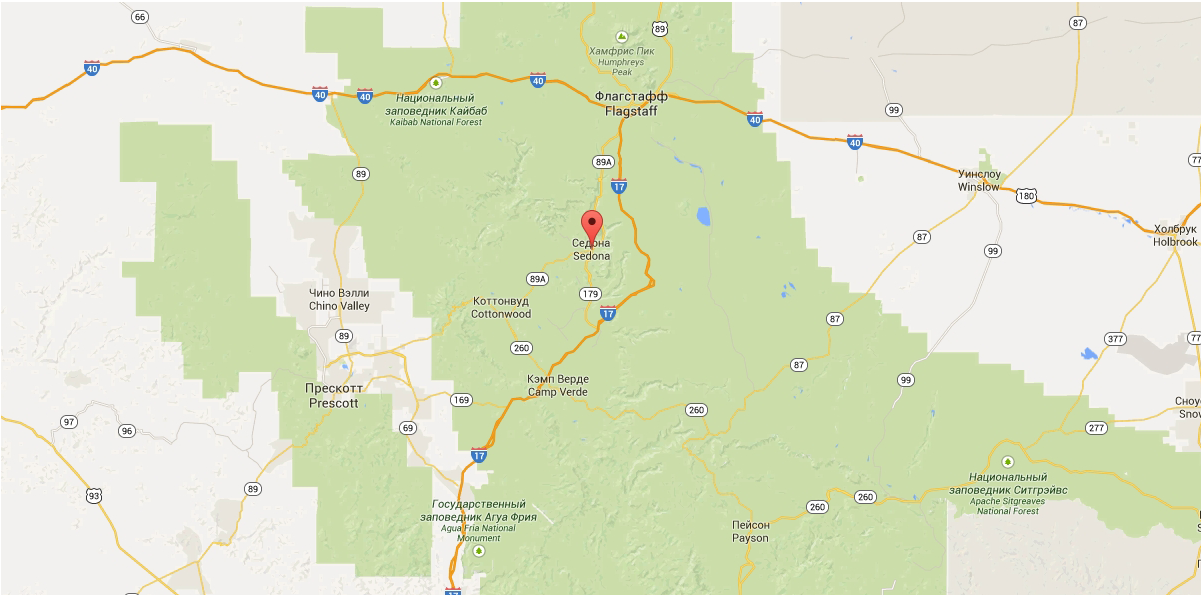 66
89
87
Хамфрис Пик
Humphreys
Peak
40
40
40
40
Национальный
заповедник Кайбаб
Kaibab National Forest
Флагстафф
Flagstaff
99
40
40
89A
77
89
17
Уинслоу
Winslow
180
Холбрук
Holbrook
87
99
Седона
Sedona
89A
179
Чино Вэлли
Chino Valley
Коттонвуд
Cottonwood
17
87
89
260
377
77
87
Кэмп Верде
Camp Verde
99
Прескотт
Prescott
169
260
Сноу
Snow
97
96
69
277
17
89
93
Национальный
заповедник Ситгрэйвс
Apache Sitgreaves
National Forest
260
260
Государственный
заповедник Агуа Фрия
Agua Fria National
Monument
Пейсон
Payson
17